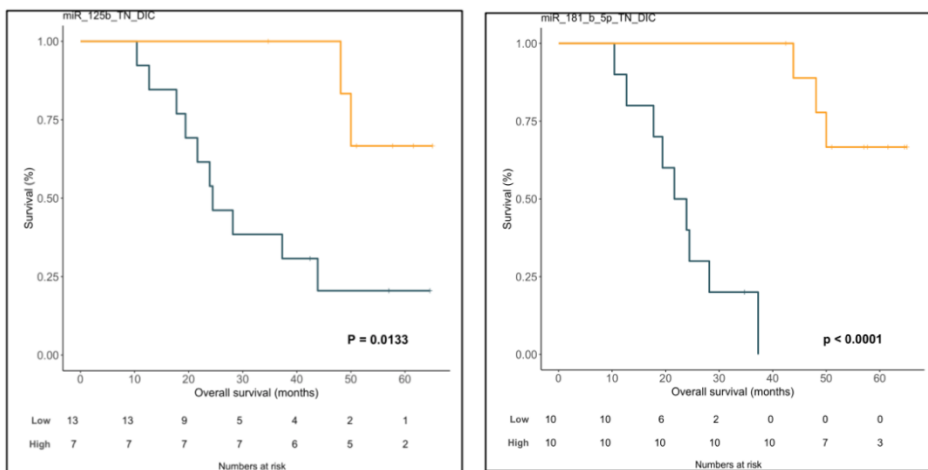 miR_125b_TN_DIC
1.00
0.75
0.50
0.25
0.00
Survival (%)
P = 0.0133
0 10 20 30 40 50 60
Overall survival (months)
Low 13 13 9 5 4 2 1
High 7 7 7 7 6 5 2
Numbers at risk
miR_181_b_5p_TN_DIC
1.00
0.75
0.50
0.25
0.00
Survival (%)
p < 0.0001
0 10 20 30 40 50 60
Overall survival (months)
Low 10 10 6 2 0 0 0
High 10 10 10 10 10 7 3
Numbers at risk